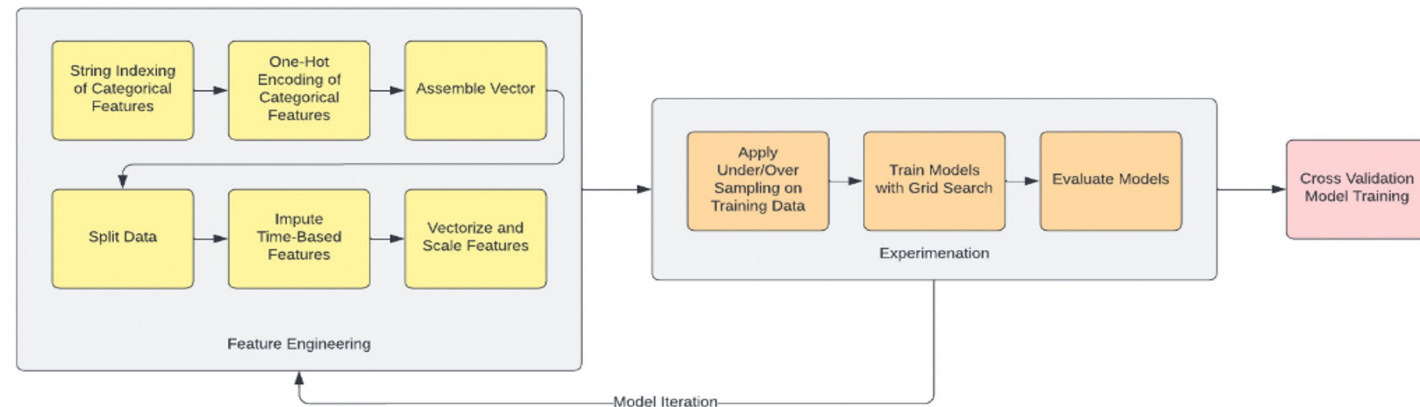 String Indexing
of Categorical
Features
One-Hot
Encoding of
Categorical
Features
Assemble Vector
Split Data
Impute
Time-Based
Features
Vectorize and
Scale Features
Feature Engineering
Apply
Under/Over
Sampling on
Training Data
Train Models
with Grid Search
Evaluate Models
Experimenation
Cross Validation
Model Training
Model Iteration